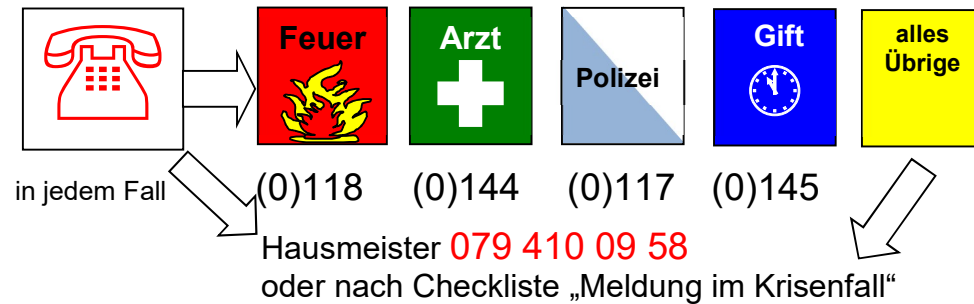 Feuer
Arzt
Polizei
Gift
alles
Übrige
in jedem Fall
(0)118
(0)144
(0)117
(0)145
Hausmeister 079 410 09 58
oder nach Checkliste „Meldung im Krisenfall“